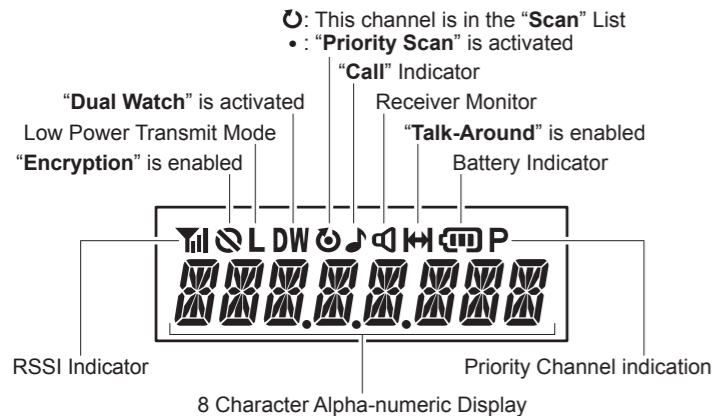 : This channel is in the “Scan” List
• : “Priority Scan” is activated
“Call” Indicator
“Dual Watch” is activated
Receiver Monitor
Low Power Transmit Mode
“Talk-Around” is enabled
“Encryption” is enabled
Battery Indicator
L DW P
RSSI Indicator
Priority Channel indication
8 Character Alpha-numeric Display